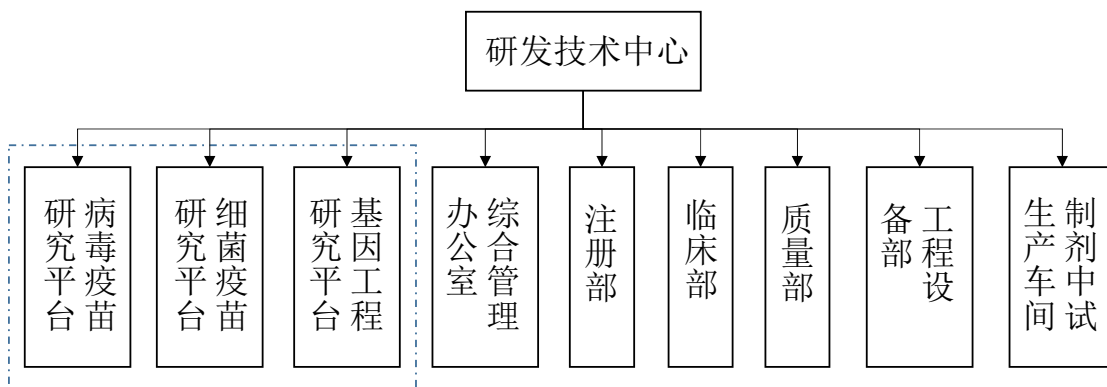 研发技术中心
病毒疫苗
研究平台
细菌疫苗
研究平台
基因工程
研究平台
综合管理
办公室
注册部
临床部
质量部
工程设
备部
制剂中试
生产车间